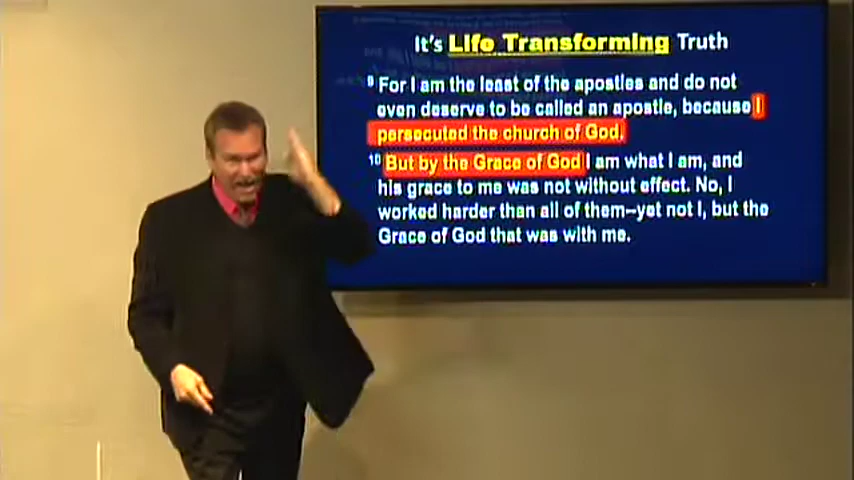 It's Life Transforming Truth
9 For I am the least of the apostles and do not
even deserve to be called an apostle, because I
persecuted the church of God.
10 But by the Grace of God I am what I am, and
his grace to me was not without effect. No, I
worked harder than all of them–yet not I, but the
Grace of God that was with me.